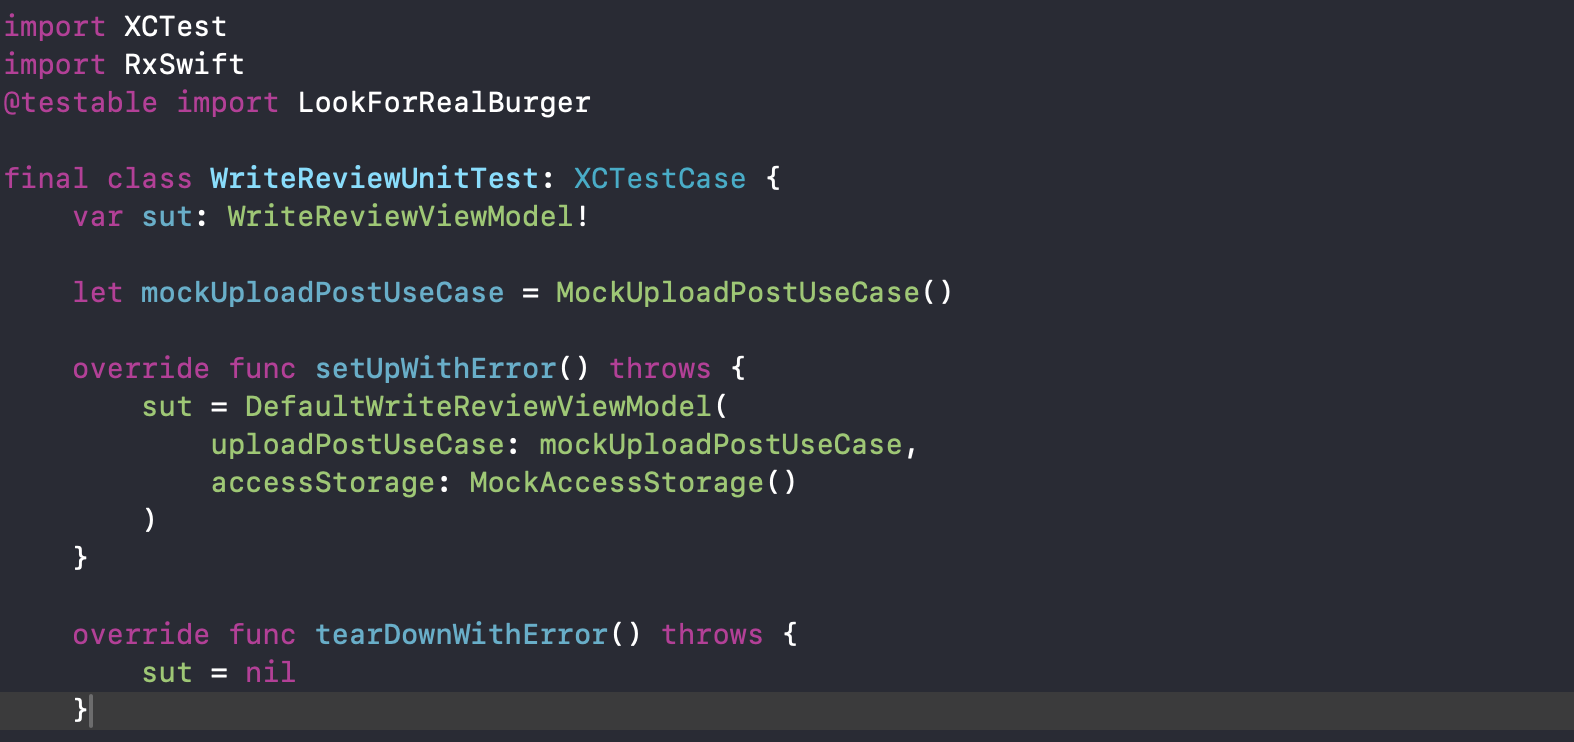 import XCTest
import RxSwift
@testable import LookForRealBurger

final class WriteReviewUnitTest: XCTestCase {
    var sut: WriteReviewViewModel!

    let mockUploadPostUseCase = MockUploadPostUseCase()

    override func setUpWithError() throws {
        sut = DefaultWriteReviewViewModel(
            uploadPostUseCase: mockUploadPostUseCase,
            accessStorage: MockAccessStorage()
        )
    }

    override func tearDownWithError() throws {
        sut = nil
    }